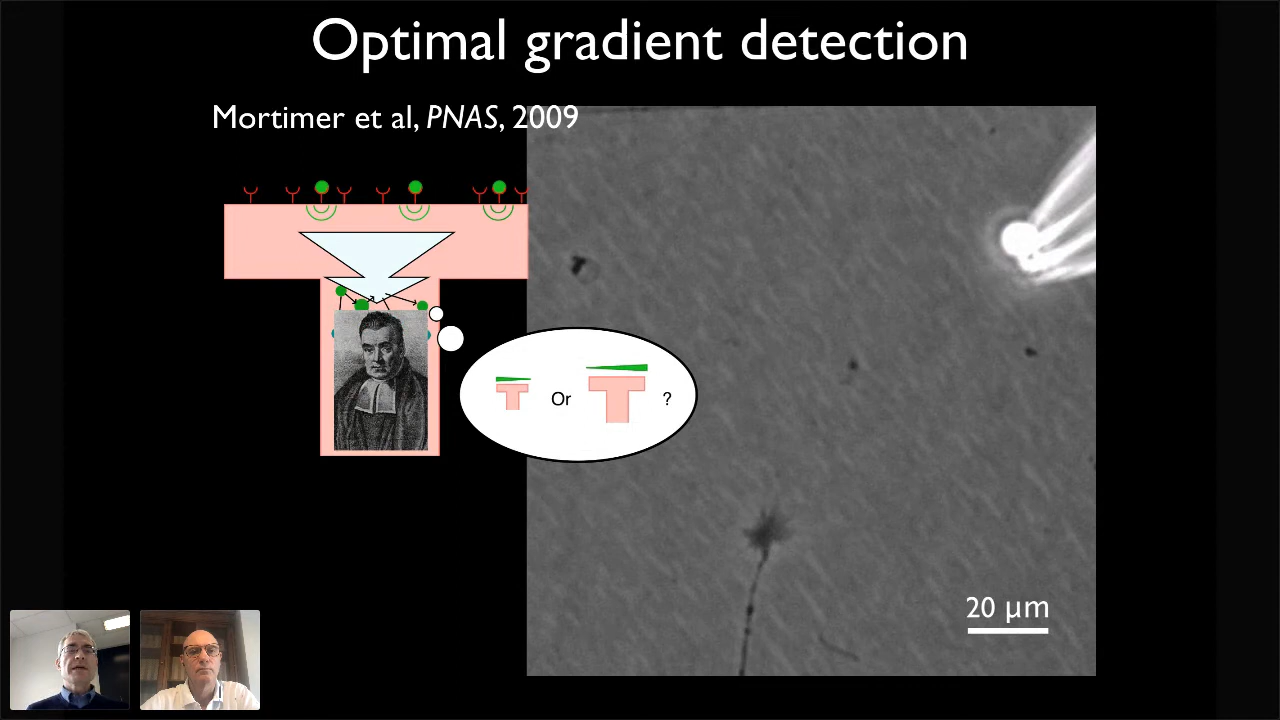 Optimal gradient detection
Mortimer et al, PNAS, 2009
Or ?
20 µm